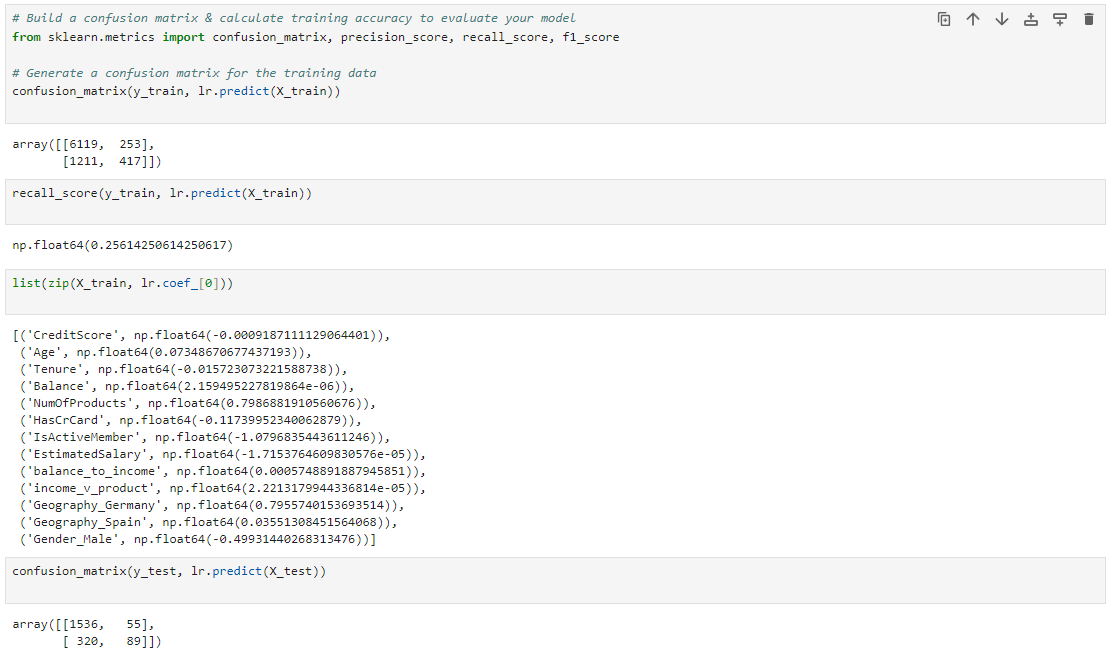 # Build a confusion matrix & calculate training accuracy to evaluate your model
from sklearn.metrics import confusion_matrix, precision_score, recall_score, f1_score
# Generate a confusion matrix for the training data
confusion_matrix(y_train, lr.predict(X_train))
array([[6119,  253],
       [1211,  417]])
recall_score(y_train, lr.predict(X_train))
np.float64(0.25614250614250617)
list(zip(X_train, lr.coef_[0]))
[('CreditScore', np.float64(-0.0009187111129064401)),
 ('Age', np.float64(0.07348670677437193)),
 ('Tenure', np.float64(-0.015723073221588738)),
 ('Balance', np.float64(2.159495227819864e-06)),
 ('NumOfProducts', np.float64(0.7986881910560676)),
 ('HasCrCard', np.float64(-0.11739952340062879)),
 ('IsActiveMember', np.float64(-1.0796835443611246)),
 ('EstimatedSalary', np.float64(-1.7153764609830576e-05)),
 ('balance_to_income', np.float64(0.0005748891887945851)),
 ('income_v_product', np.float64(2.2213179944336814e-05)),
 ('Geography_Germany', np.float64(0.7955740153693514)),
 ('Geography_Spain', np.float64(0.03551308451564068)),
 ('Gender_Male', np.float64(-0.49931440268313476))]
confusion_matrix(y_test, lr.predict(X_test))
array([[1536,   55],
       [ 320,   89]])